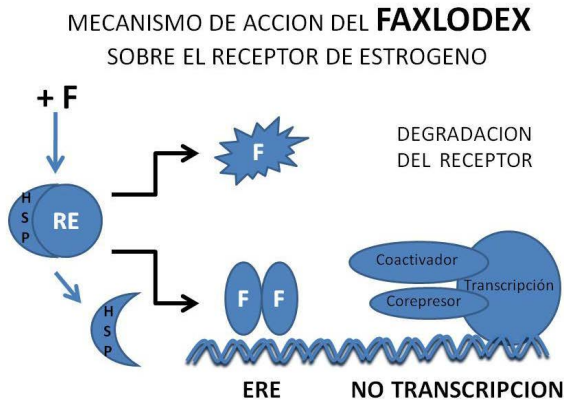 MECANISMO DE ACCION DEL FAXLODEX
SOBRE EL RECEPTOR DE ESTROGENO
+ F
F
DEGRADACION
DEL RECEPTOR
H
S
P
RE
H
S
P
F F
Coactivador
Corepresor
Transcripción
ERE
NO TRANSCRIPCION